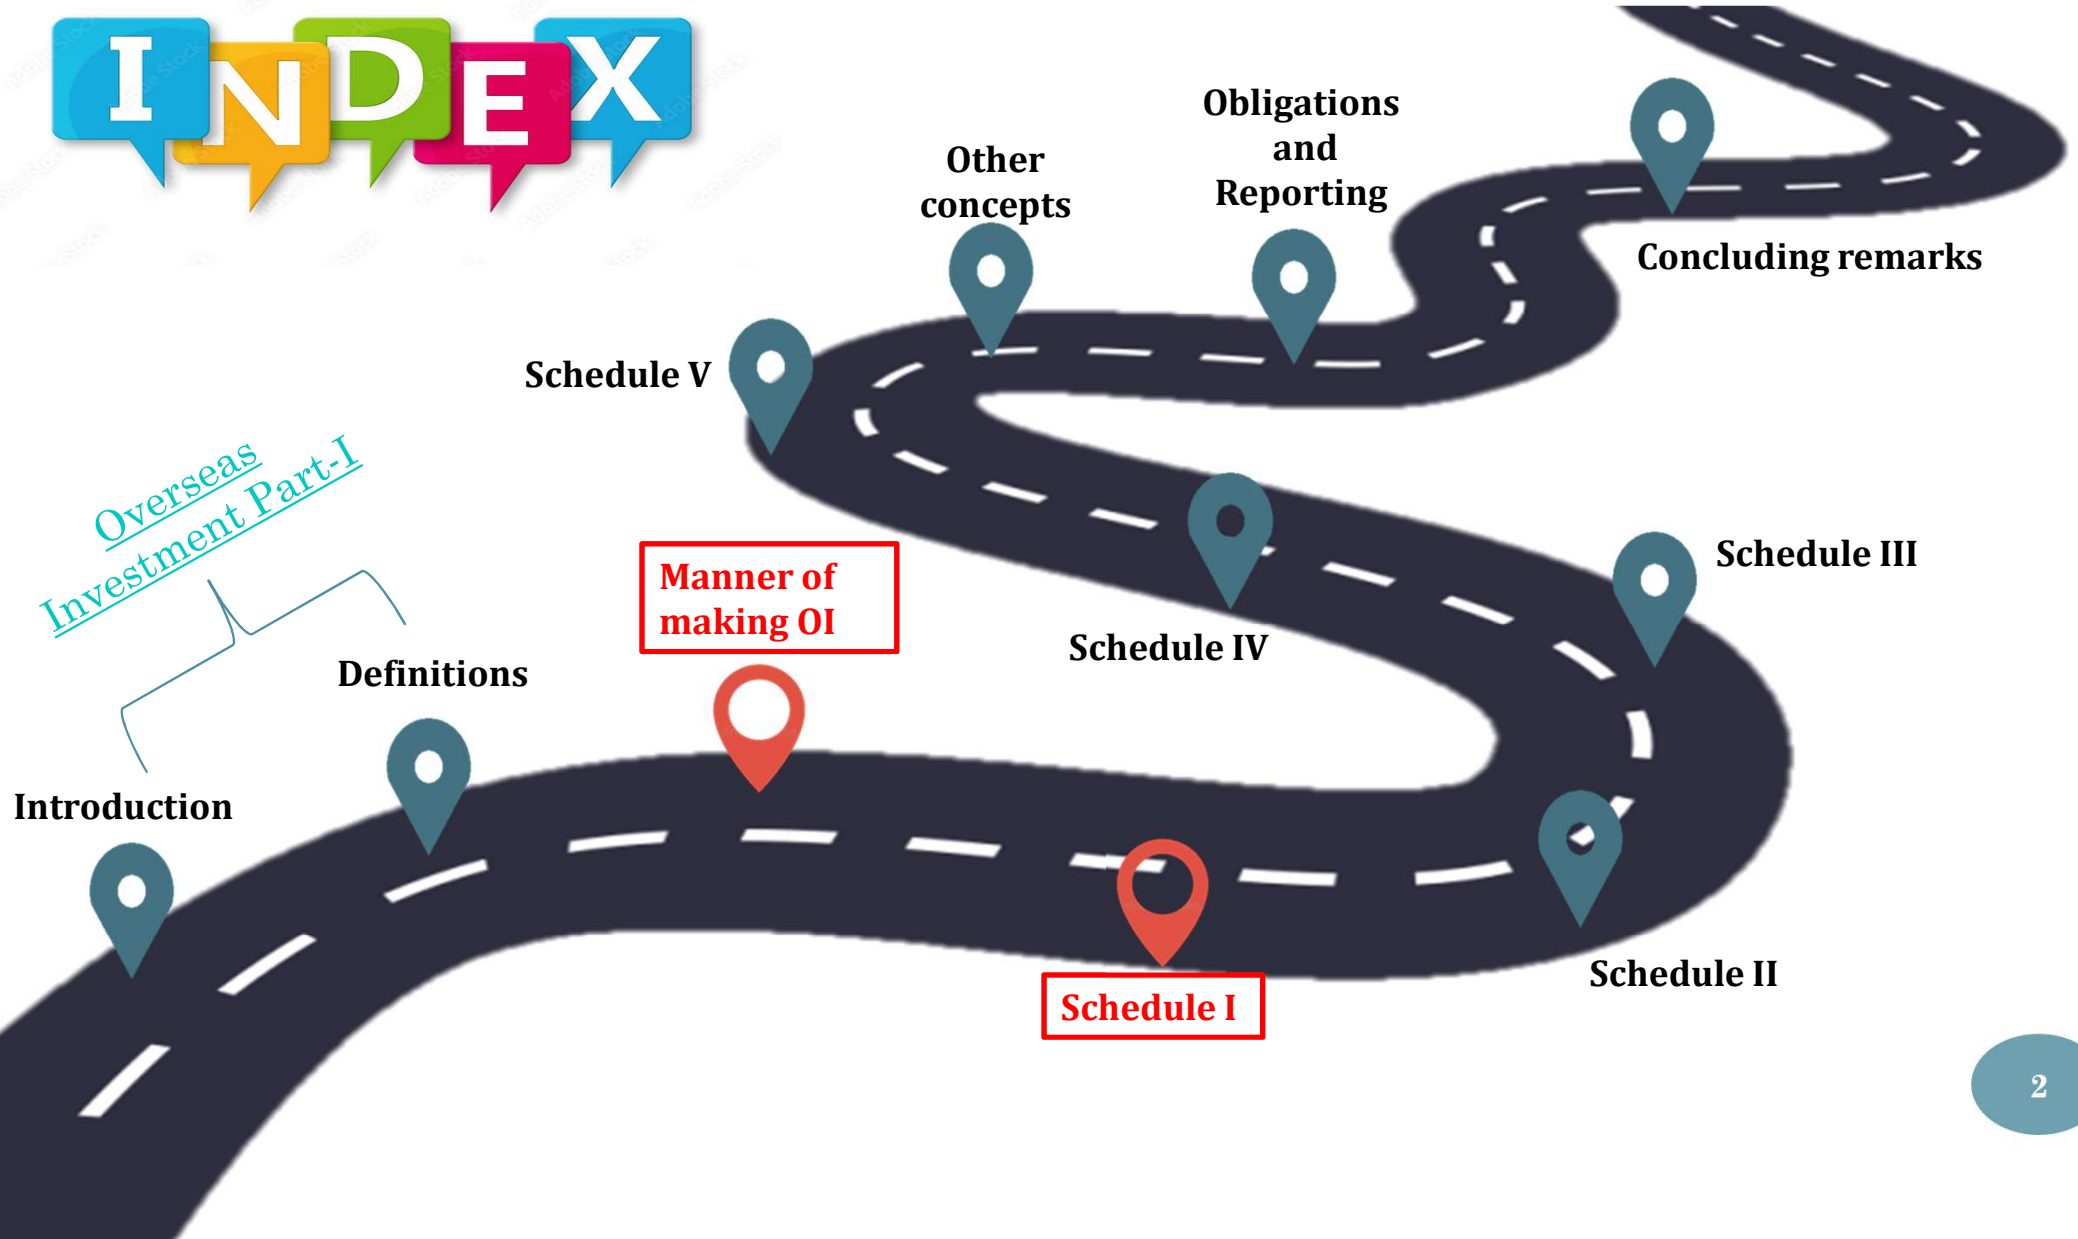 INDEX
Obligations
and
Reporting
Other
concepts
Concluding remarks
Schedule V
Overseas
Investment Part-I
Manner of
making OI
Schedule III
Schedule IV
Definitions
Introduction
Schedule II
Schedule I
2